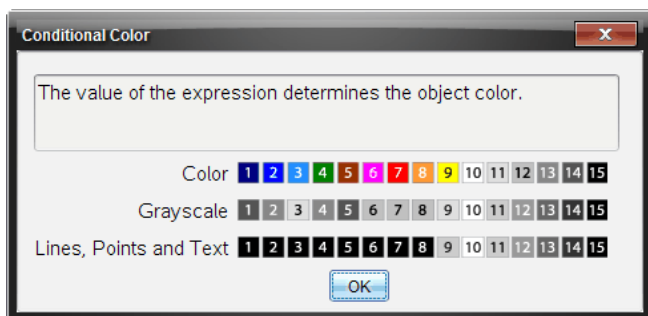 Conditional Color
X
The value of the expression determines the object color.
Color 1 2 3 4 5 6 7 8 9 10 11 12 13 14 15
Grayscale 1 2 3 4 5 6 7 8 9 10 11 12 13 14 15
Lines, Points and Text 1 2 3 4 5 6 7 8 9 10 11 12 13 14 15
OK